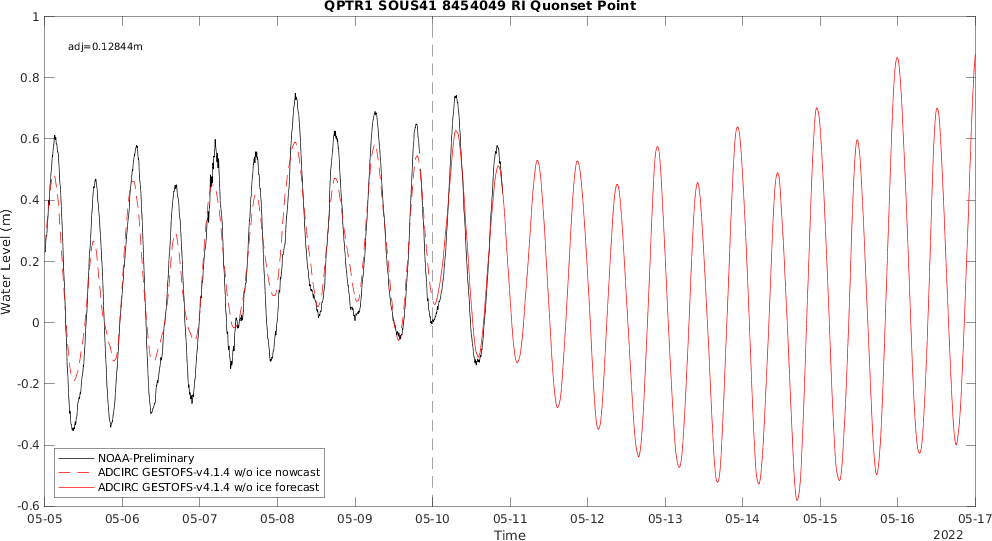 QPTR1 SOUS41 8454049 RI Quonset Point
adj=0.12844m
Water Level (m)
1
0.8
0.6
0.4
0.2
0
-0.2
-0.4
-0.6
NOAA-Preliminary
ADCIRC GESTOFS-v4.1.4 w/o ice nowcast
ADCIRC GESTOFS-v4.1.4 w/o ice forecast
05-05 05-06 05-07 05-08 05-09 05-10 05-11 05-12 05-13 05-14 05-15 05-16 05-17
Time
2022